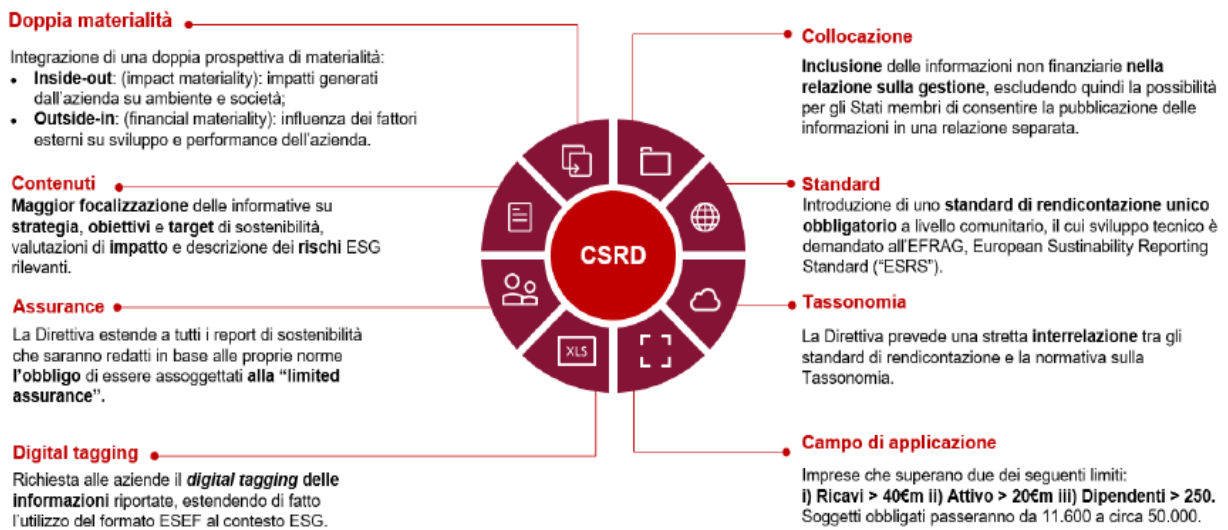 Doppia materialità
Integrazione di una doppia prospettiva di materialità:
• Inside-out: (impact materiality): impatti generati
dall'azienda su ambiente e società;
• Outside-in: (financial materiality): influenza dei fattori
esterni su sviluppo e performance dell'azienda.
Contenuti
Maggior focalizzazione delle informative su
strategia, obiettivi e target di sostenibilità,
valutazioni di impatto e descrizione dei rischi ESG
rilevanti.
Assurance
La Direttiva estende a tutti i report di sostenibilità
che saranno redatti in base alle proprie norme
l'obbligo di essere assoggettati alla "limited
assurance".
Digital tagging
Richiesta alle aziende il digital tagging delle
informazioni riportate, estendendo di fatto
l'utilizzo del formato ESEF al contesto ESG.
CSRD
XLS
Collocazione
Inclusione delle informazioni non finanziarie nella
relazione sulla gestione, escludendo quindi la possibilità
per gli Stati membri di consentire la pubblicazione delle
informazioni in una relazione separata.
Standard
Introduzione di uno standard di rendicontazione unico
obbligatorio a livello comunitario, il cui sviluppo tecnico è
demandato all'EFRAG, European Sustinability Reporting
Standard ("ESRS").
Tassonomia
La Direttiva prevede una stretta interrelazione tra gli
standard di rendicontazione e la normativa sulla
Tassonomia.
Campo di applicazione
Imprese che superano due dei seguenti limiti:
i) Ricavi > 40€m ii) Attivo > 20€m iii) Dipendenti > 250.
Soggetti obbligati passeranno da 11.600 a circa 50.000.